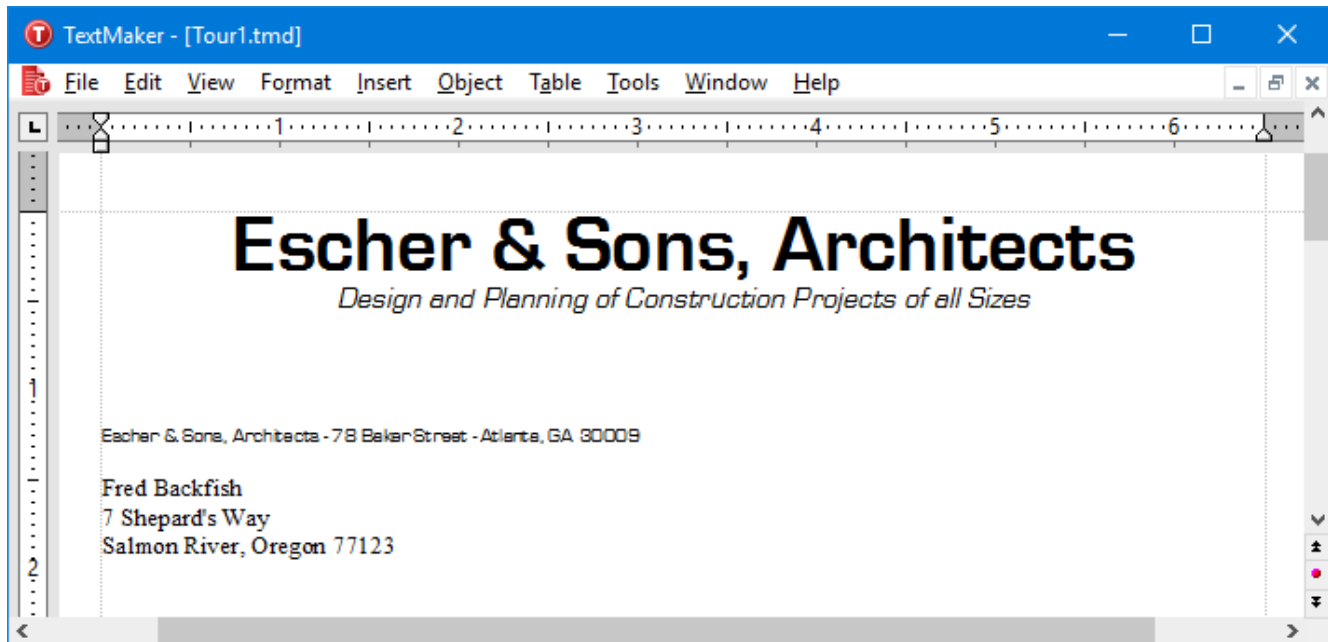 TextMaker - [Tour1.tmd]
File Edit View Format Insert Object Table Tools Window Help
L 1 2 3 4 5 6
Escher & Sons, Architects
Design and Planning of Construction Projects of all Sizes
1
Escher & Sons, Architects - 78 Baker Street - Atlanta, GA 30009
Fred Backfish
7 Shepard's Way
Salmon River, Oregon 77123
2